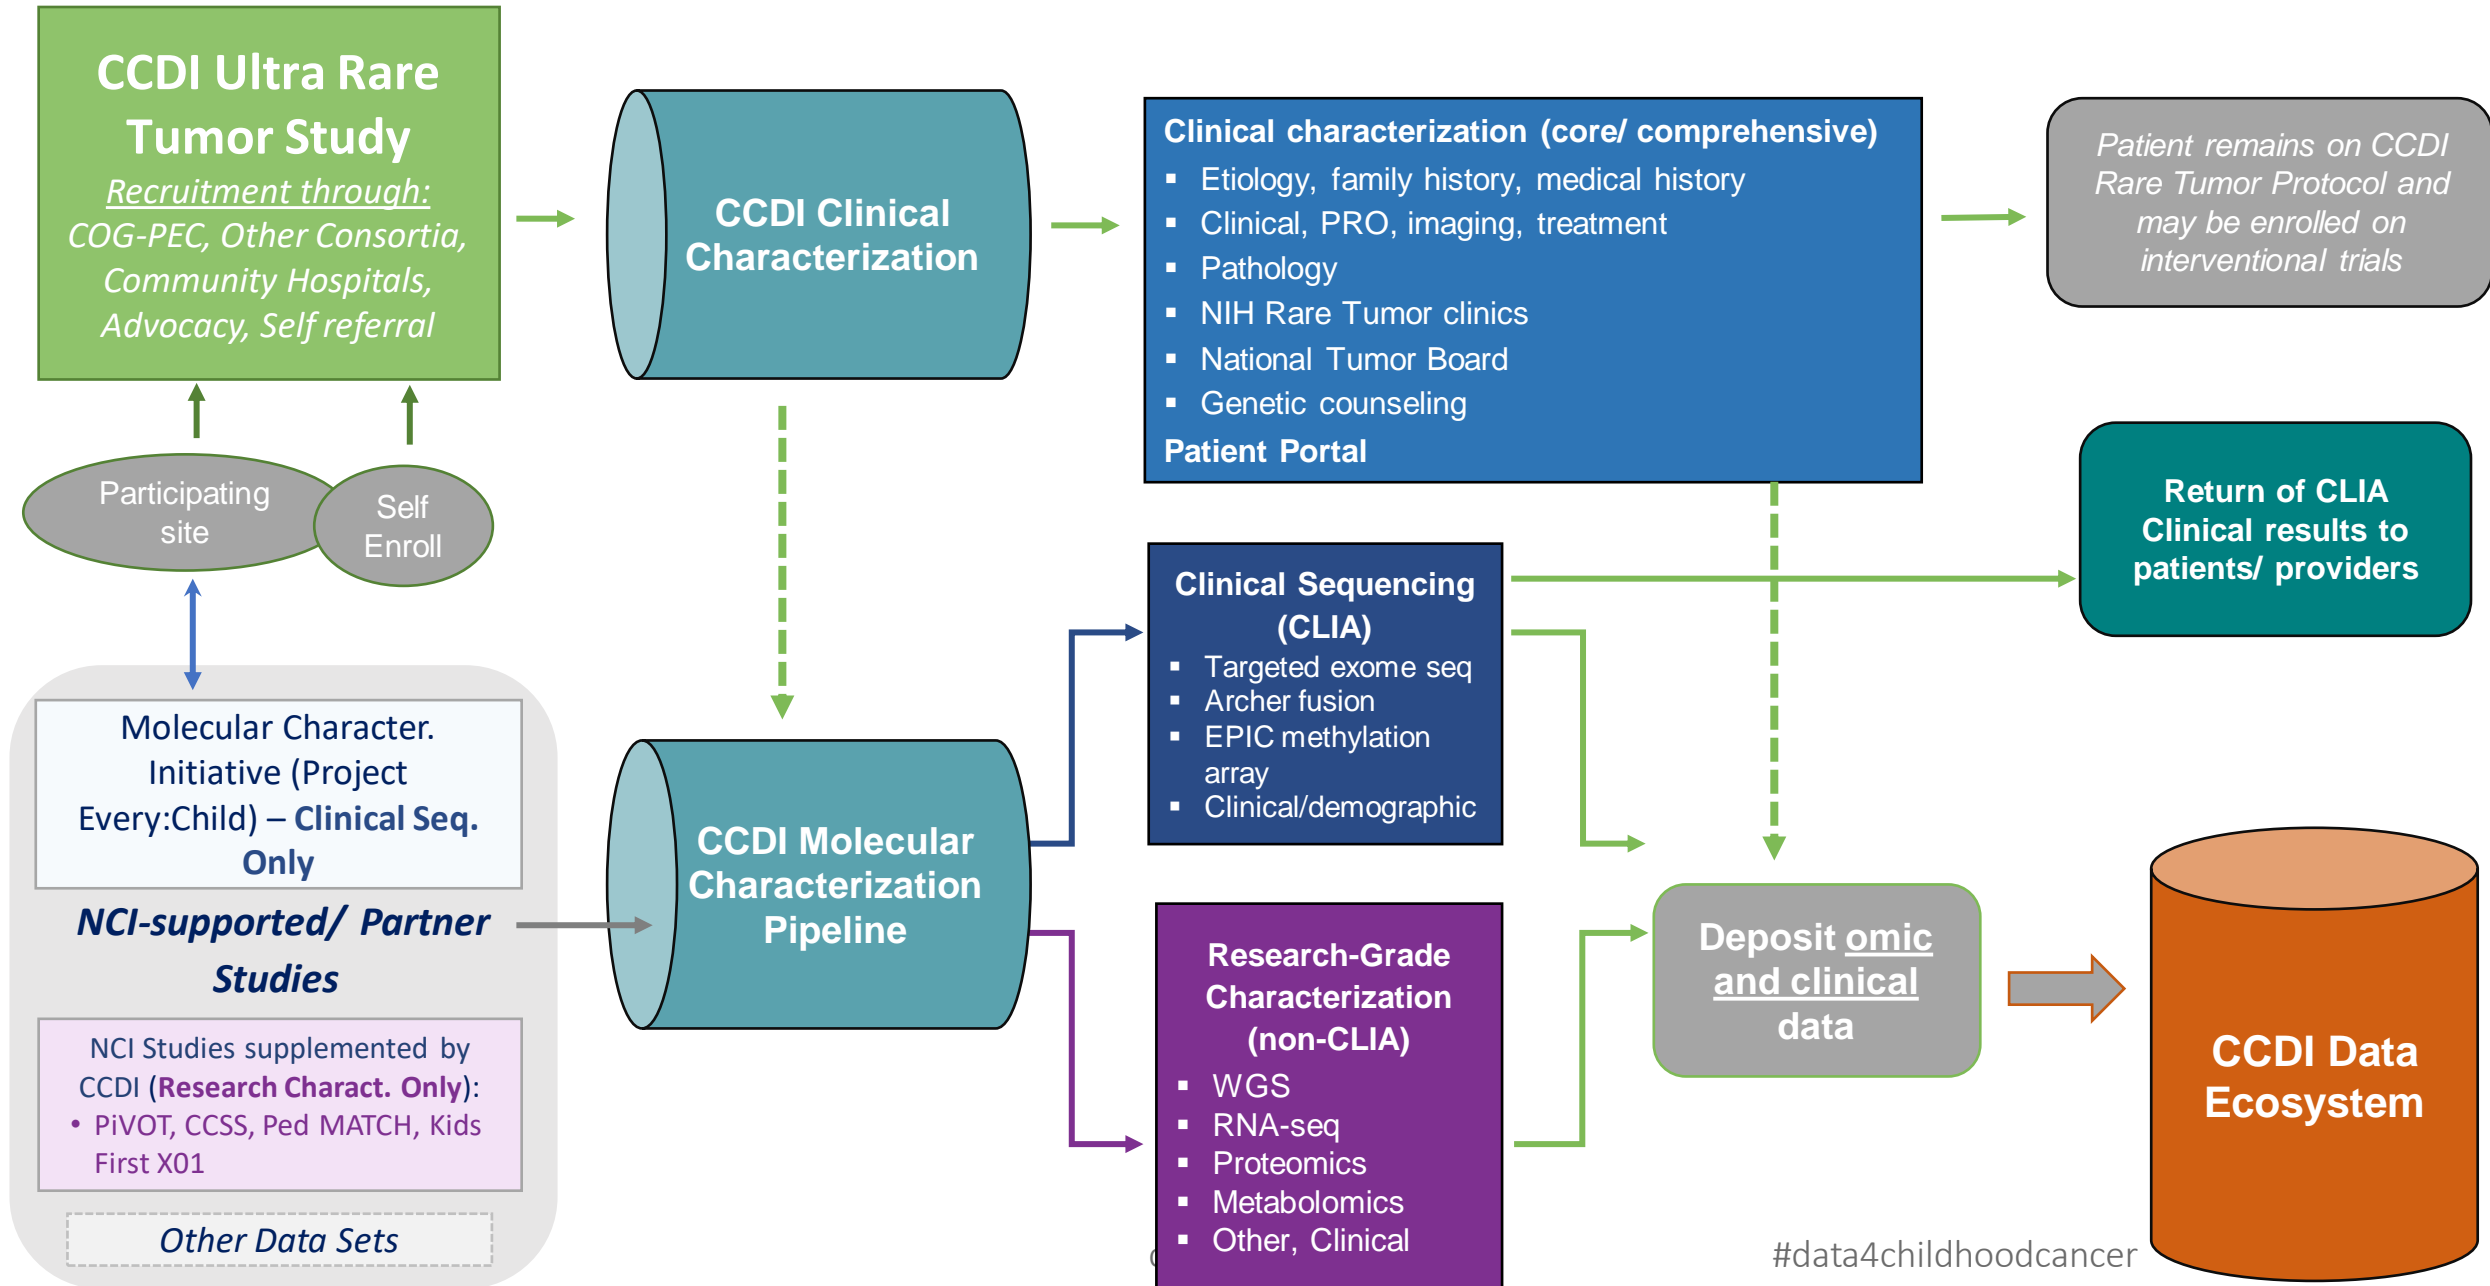 CCDI Ultra Rare
Tumor Study
Recruitment through:
COG-PEC, Other Consortia,
Community Hospitals,
Advocacy, Self referral
Participating
site
Self
Enroll
Molecular Character.
Initiative (Project
Every:Child) – Clinical Seq.
Only
NCI-supported/ Partner
Studies
NCI Studies supplemented by
CCDI (Research Charact. Only):
• PiVOT, CCSS, Ped MATCH, Kids
First X01
Other Data Sets
CCDI Clinical
Characterization
CCDI Molecular
Characterization
Pipeline
Clinical characterization (core/ comprehensive)
▪ Etiology, family history, medical history
▪ Clinical, PRO, imaging, treatment
▪ Pathology
▪ NIH Rare Tumor clinics
▪ National Tumor Board
▪ Genetic counseling
Patient Portal
Clinical Sequencing
(CLIA)
▪ Targeted exome seq
▪ Archer fusion
▪ EPIC methylation
array
▪ Clinical/demographic
Research-Grade
Characterization
(non-CLIA)
▪ WGS
▪ RNA-seq
▪ Proteomics
▪ Metabolomics
▪ Other, Clinical
Patient remains on CCDI
Rare Tumor Protocol and
may be enrolled on
interventional trials
Return of CLIA
Clinical results to
patients/ providers
Deposit omic
and clinical
data
CCDI Data
Ecosystem
#data4childhoodcancer